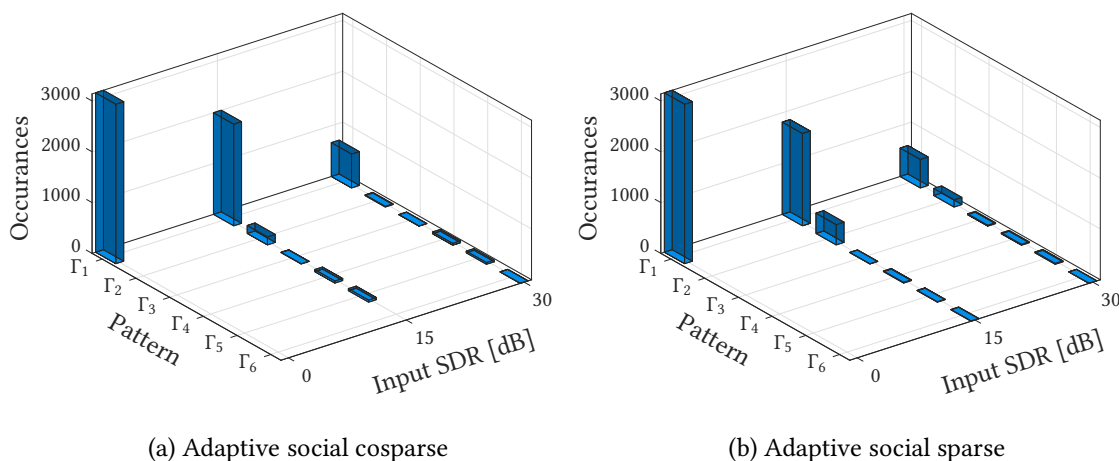 3000
2000
1000
0
Occurances
Γ1
Γ2
Γ3
Γ4
Γ5
Γ6
Pattern
0
15
30
Input SDR [dB]
(a) Adaptive social cosparse
3000
2000
1000
0
Occurances
Γ1
Γ2
Γ3
Γ4
Γ5
Γ6
Pattern
0
15
30
Input SDR [dB]
(b) Adaptive social sparse